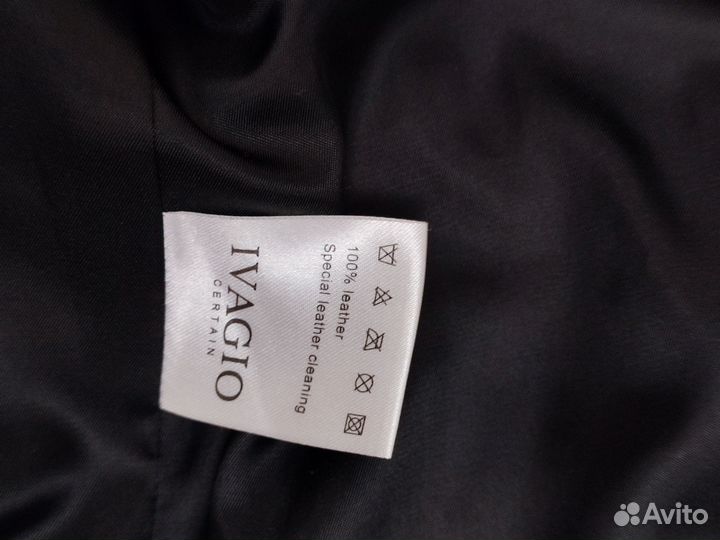 IVAGIO
CERTAIN
Special leather cleaning
100% leather
Avito